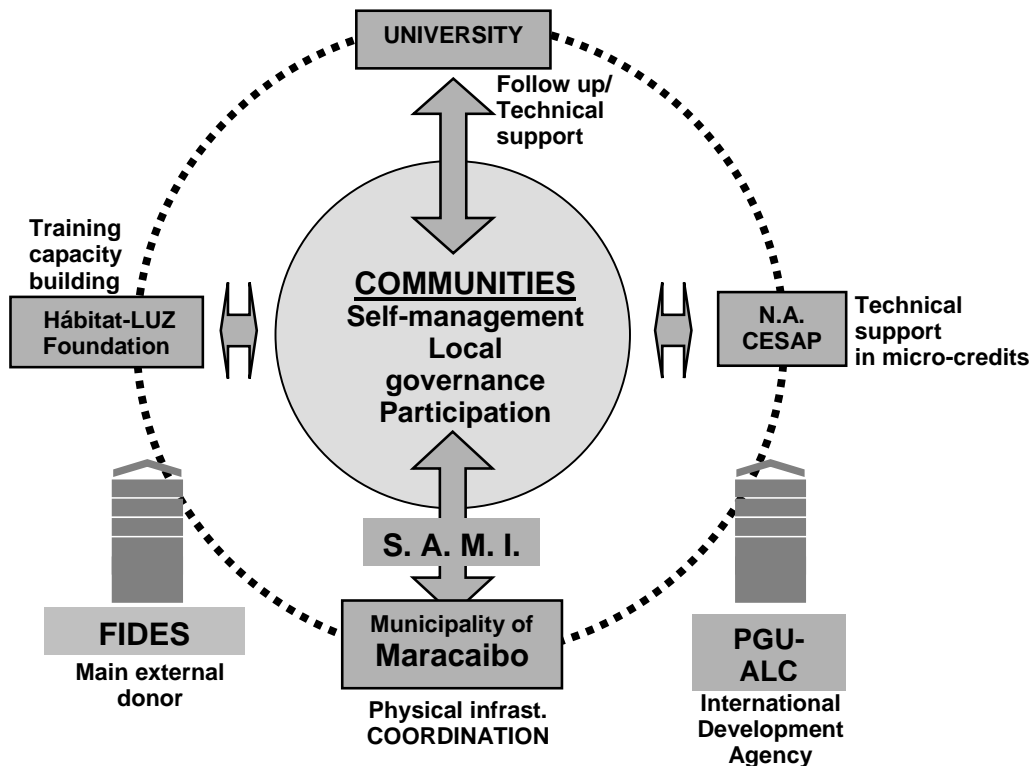 UNIVERSITY
Follow up/
Technical
support
Training
capacity
building
Hábitat-LUZ
Foundation
COMMUNITIES
Self-management
Local
governance
Participation
N.A.
CESAP
Technical
support
in micro-credits
S. A. M. I.
FIDES
Main external
donor
Municipality of
Maracaibo
Physical infrast.
COORDINATION
PGU-
ALC
International
Development
Agency